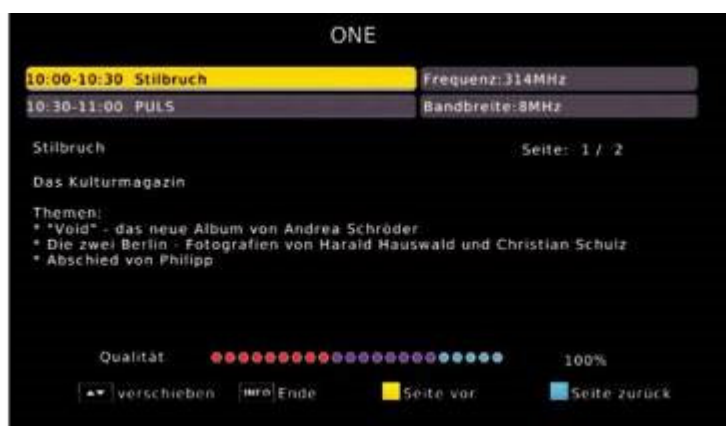 ONE
10:00-10:30 Stilbruch
Frequenz:314MHz
10:30-11:00 PULS
Bandbreite:8MHz
Stilbruch
Seite: 1 / 2
Das Kulturmagazin
Themen:
* "Void" - das neue Album von Andrea Schröder
* Die zwei Berlin - Fotografien von Harald Hauswald und Christian Schulz
* Abschied von Philipp
Qualität
100%
verschieben
INFO Ende
Seite vor
Seite zurück